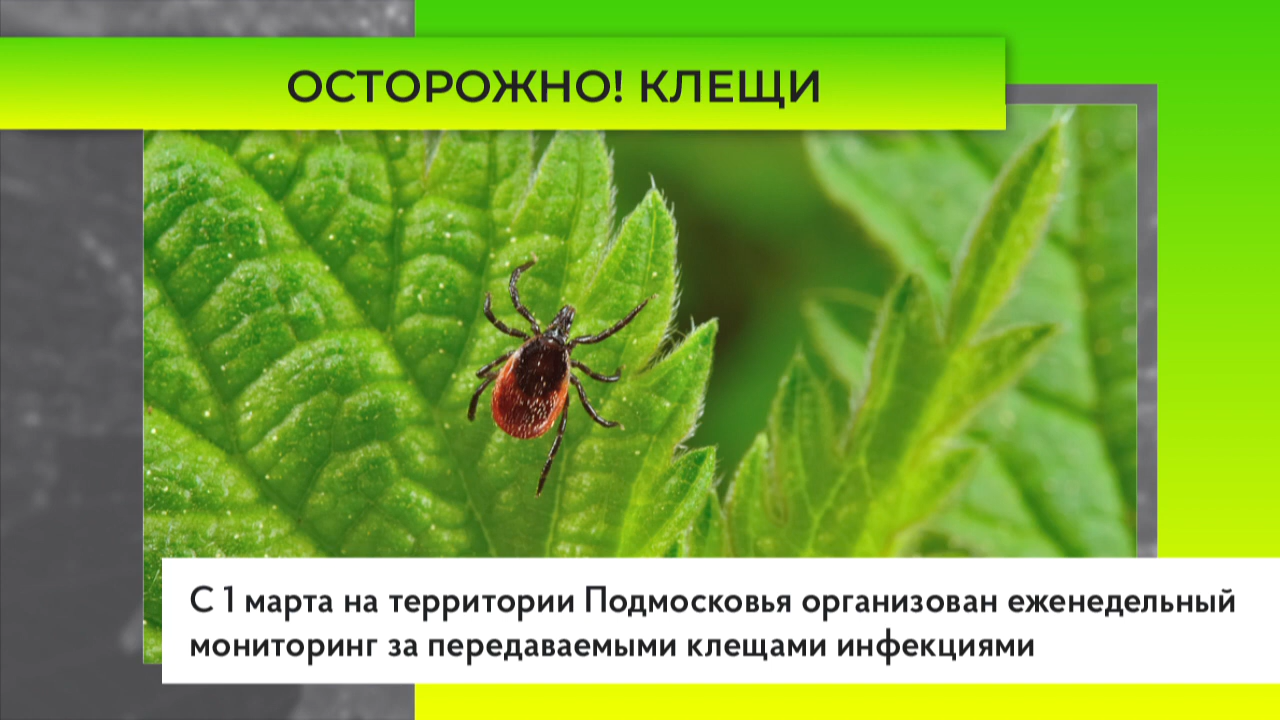 ОСТОРОЖНО! КЛЕЩИ
С 1 марта на территории Подмосковья организован еженедельный
мониторинг за передаваемыми клещами инфекциями